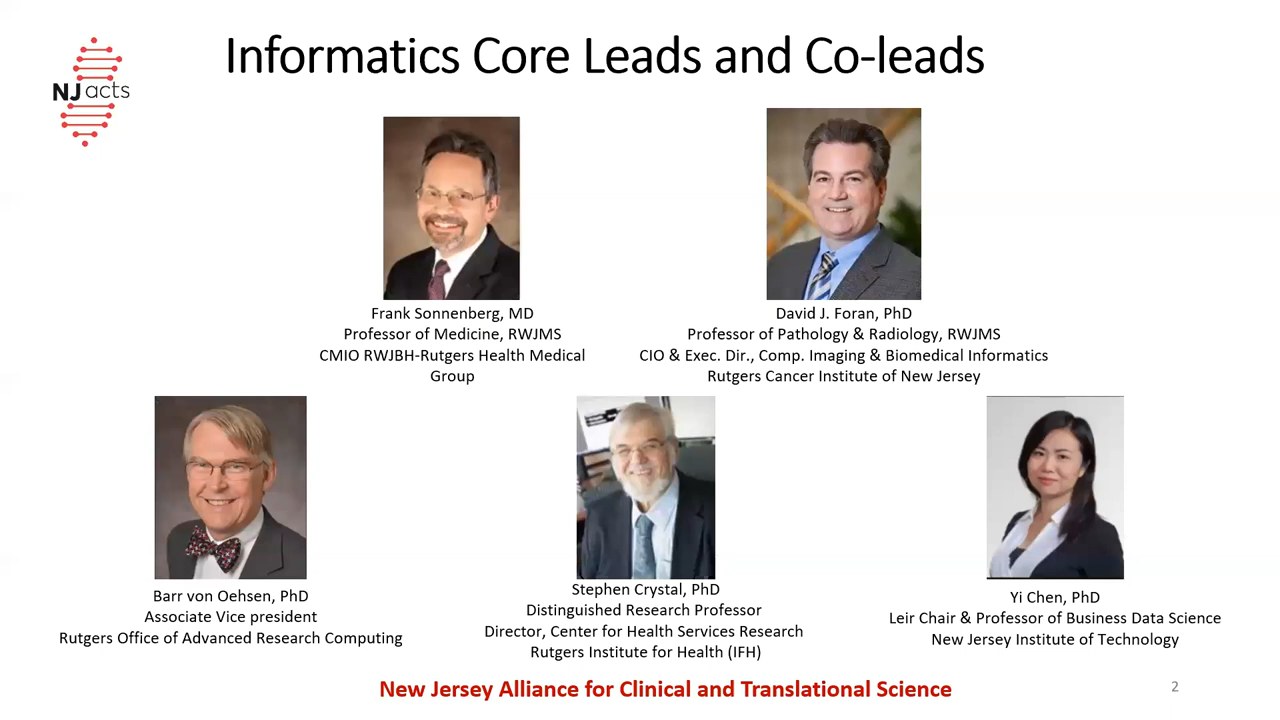 Informatics Core Leads and Co-leads
NJ acts
Frank Sonnenberg, MD
Professor of Medicine, RWJMS
CMIO RWJBH-Rutgers Health Medical
Group
David J. Foran, PhD
Professor of Pathology & Radiology, RWJMS
CIO & Exec. Dir., Comp. Imaging & Biomedical Informatics
Rutgers Cancer Institute of New Jersey
Barr von Oehsen, PhD
Associate Vice president
Rutgers Office of Advanced Research Computing
Stephen Crystal, PhD
Distinguished Research Professor
Director, Center for Health Services Research
Rutgers Institute for Health (IFH)
Yi Chen, PhD
Leir Chair & Professor of Business Data Science
New Jersey Institute of Technology
New Jersey Alliance for Clinical and Translational Science
2